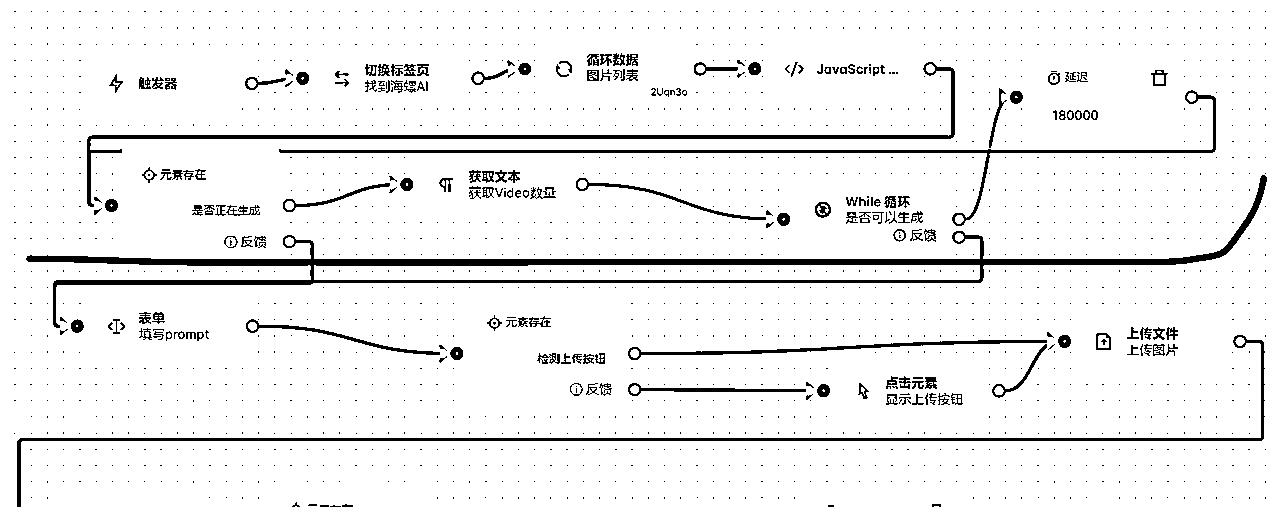 触发器
切换标签页
找到海螺AI
循环数据
图片列表
2Uqn3o
JavaScript ...
延迟
180000
元素存在
是否正在生成
反馈
获取文本
获取Video数量
While 循环
是否可以生成
反馈
表单
填写prompt
元素存在
检测上传按钮
反馈
点击元素
显示上传按钮
上传文件
上传图片